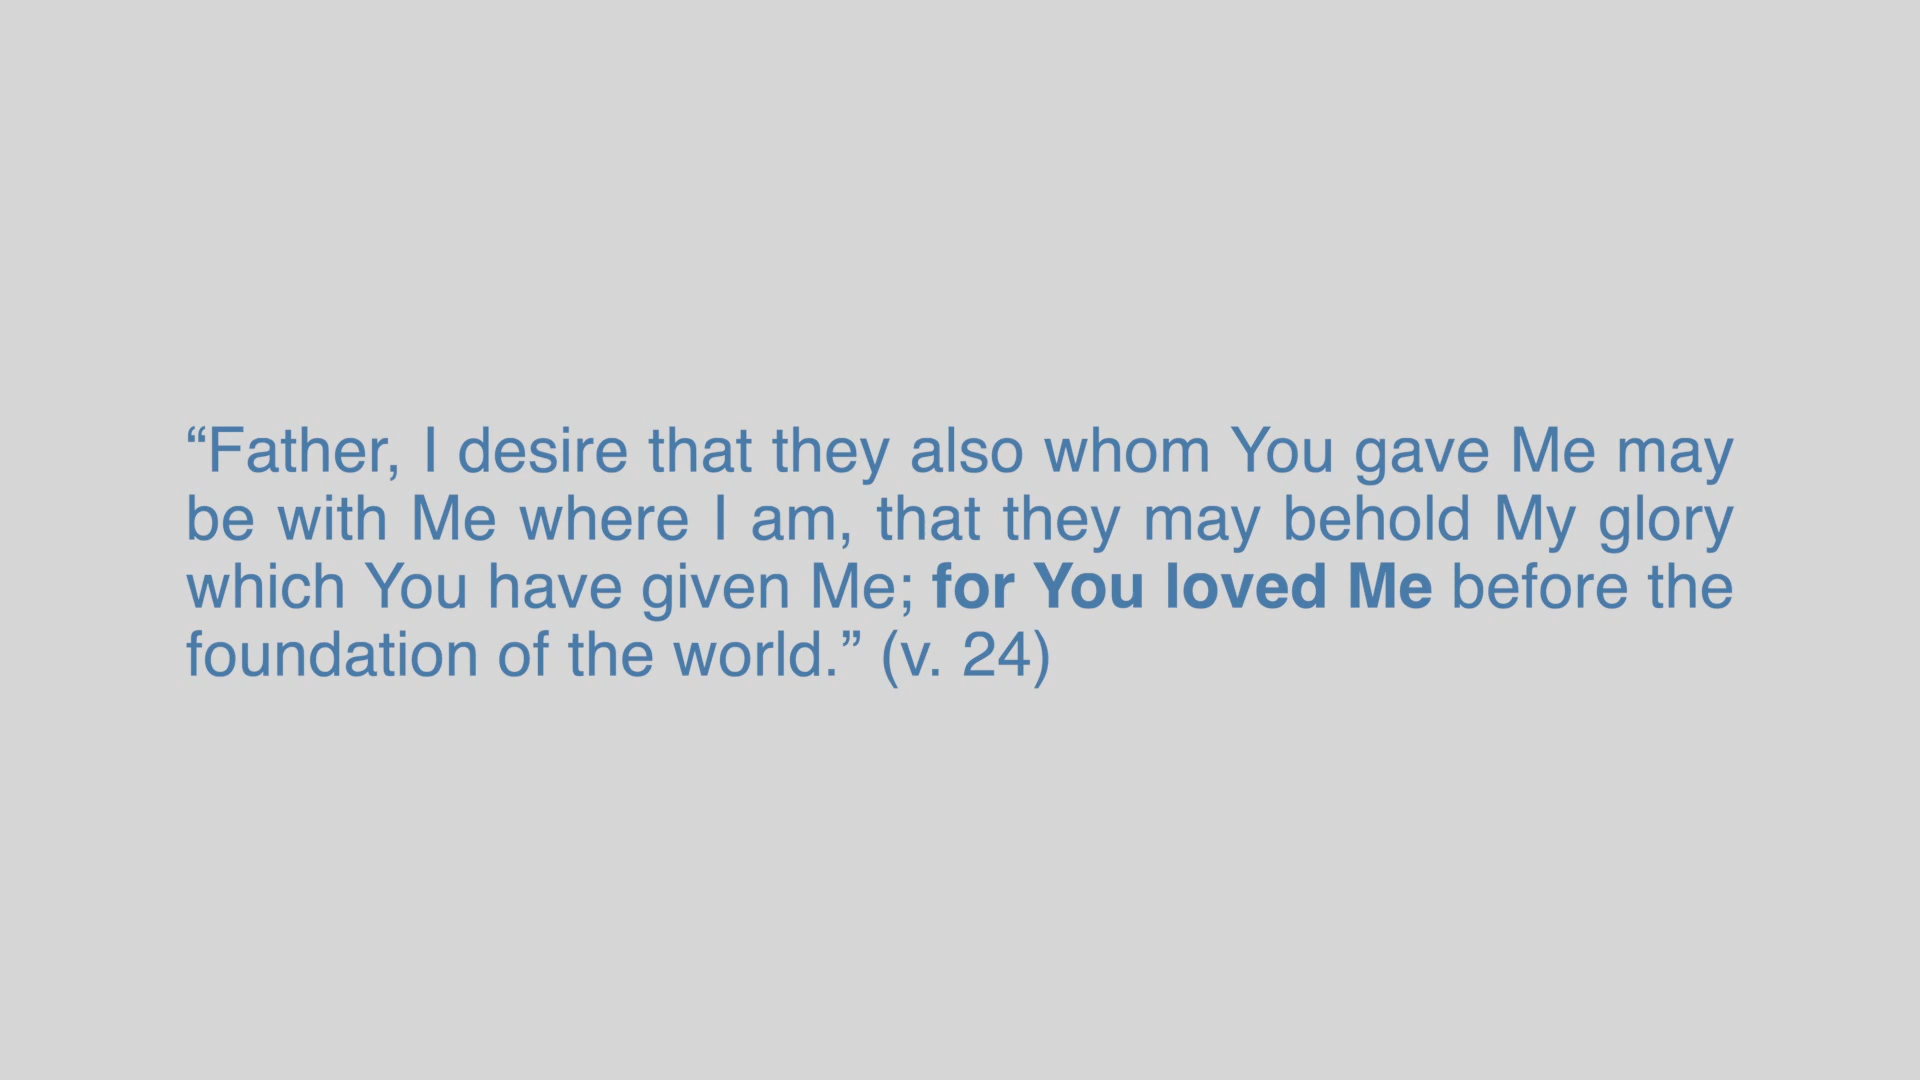 “Father, I desire that they also whom You gave Me may
be with Me where I am, that they may behold My glory
which You have given Me; for You loved Me before the
foundation of the world.” (v. 24)